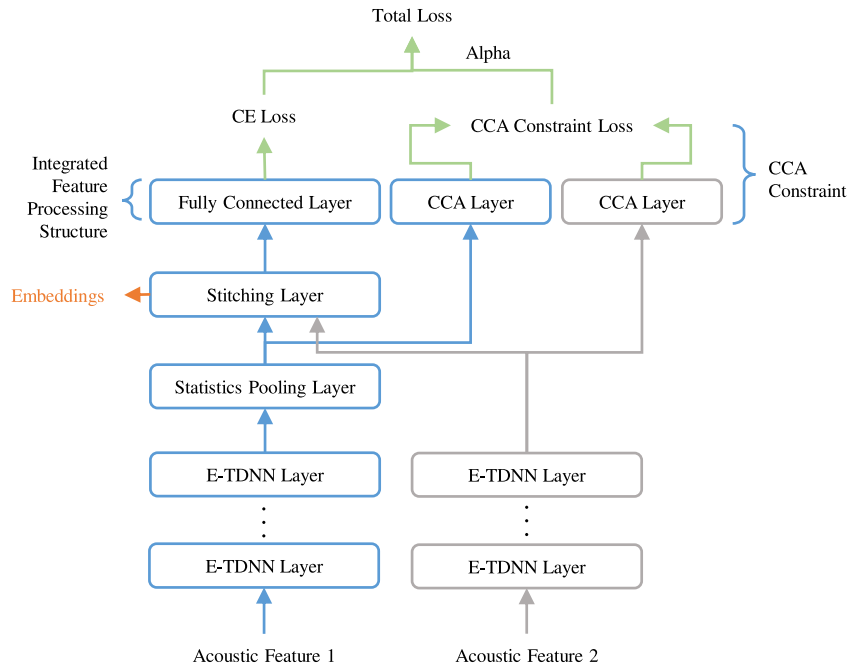 Total Loss
Alpha
CE Loss
CCA Constraint Loss
Integrated
Feature
Processing
Structure
Fully Connected Layer
CCA Layer
CCA Layer
CCA
Constraint
Embeddings
Stitching Layer
Statistics Pooling Layer
E-TDNN Layer
E-TDNN Layer
E-TDNN Layer
E-TDNN Layer
Acoustic Feature 1
Acoustic Feature 2